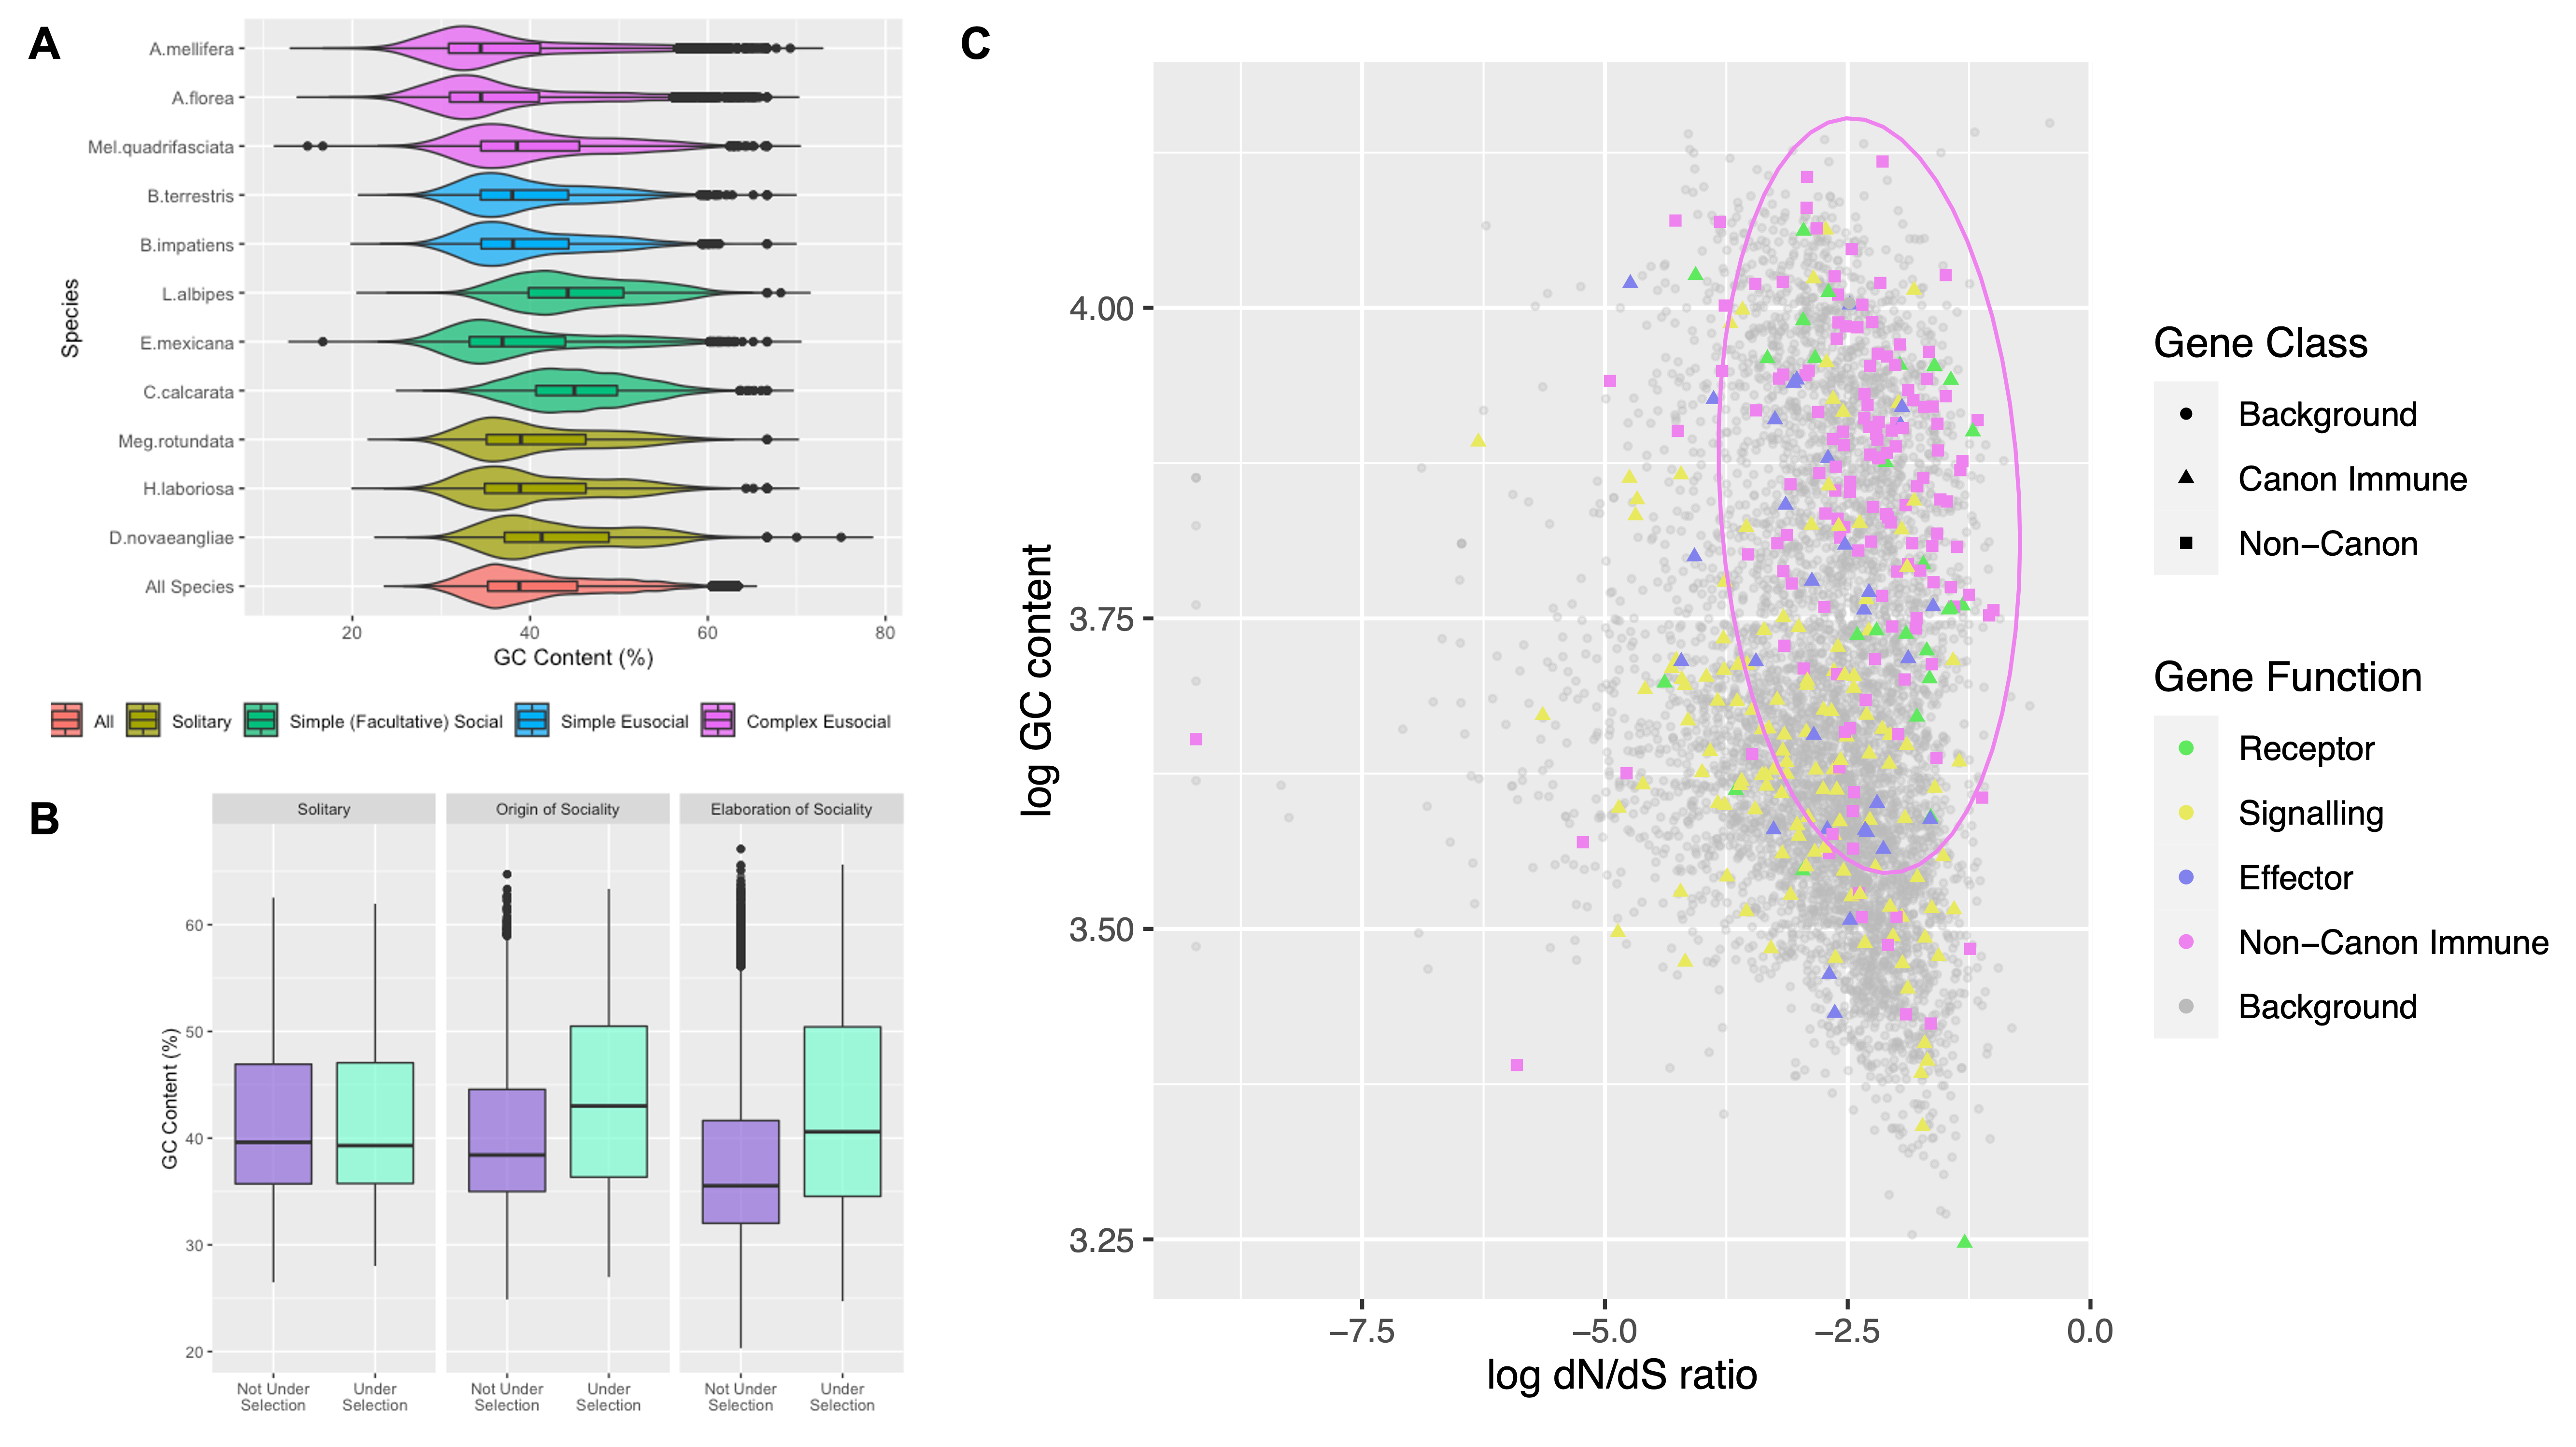 A
Species
A.mellifera
A.florea
Mel.quadrifasciata
B.terrestris
B.impatiens
L.albipes
E.mexicana
C.calcarata
Meg.rotundata
H.laboriosa
D.novaeangliae
All Species
20 40 60 80
GC Content (%)
All Solitary Simple (Facultative) Social Simple Eusocial Complex Eusocial
B
Solitary Origin of Sociality Elaboration of Sociality
GC Content (%)
60
50
40
30
20
Not Under Selection
Under Selection
Not Under Selection
Under Selection
Not Under Selection
Under Selection
C
log GC content
4.00
3.75
3.50
3.25
−7.5 −5.0 −2.5 0.0
log dN/dS ratio
Gene Class
Background
Canon Immune
Non−Canon
Gene Function
Receptor
Signalling
Effector
Non−Canon Immune
Background